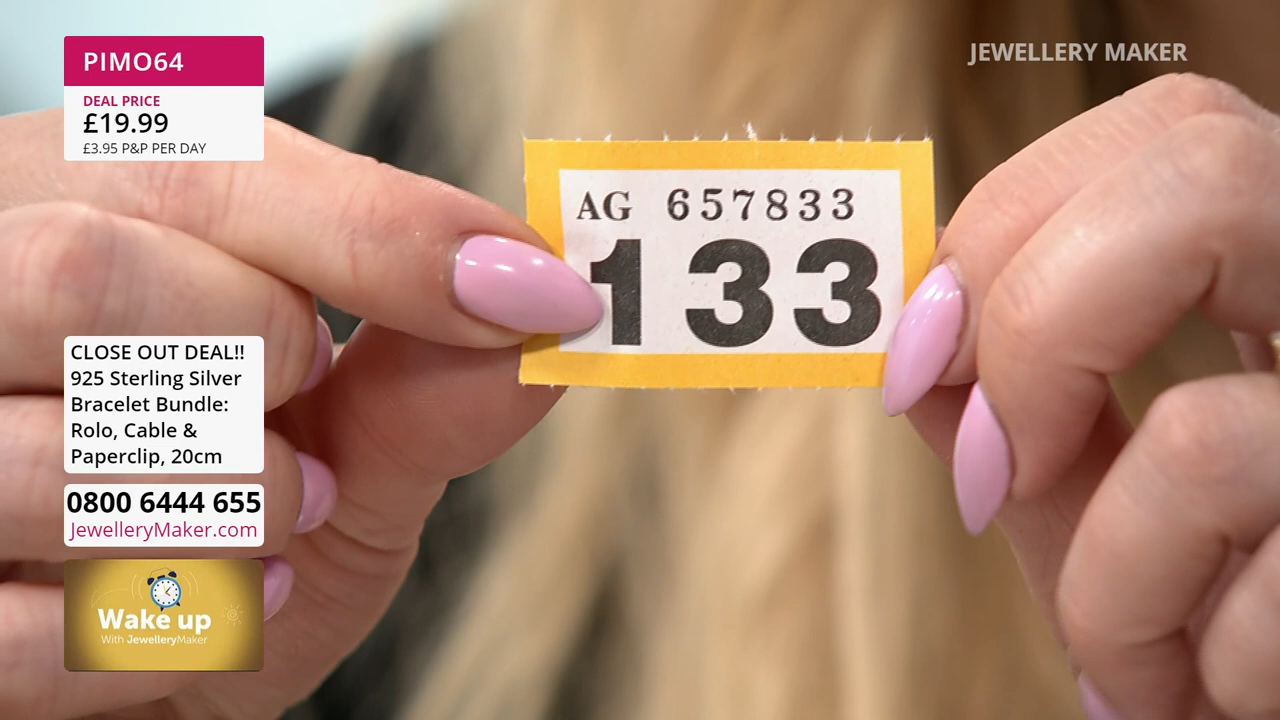 PIMO64
DEAL PRICE
£19.99
£3.95 P&P PER DAY
JEWELLERY MAKER
AG 657833
133
CLOSE OUT DEAL!!
925 Sterling Silver
Bracelet Bundle:
Rolo, Cable &
Paperclip, 20cm
0800 6444 655
JewelleryMaker.com
Wake up
With JewelleryMaker